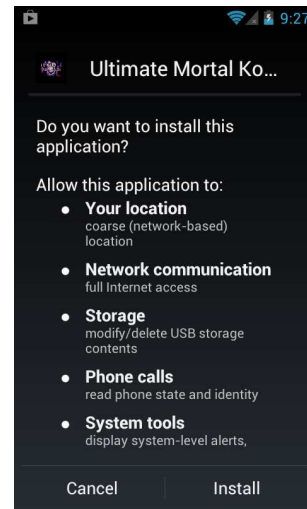 9:27
Ultimate Mortal Ko...
Do you want to install this
application?
Allow this application to:
● Your location
coarse (network-based)
location
● Network communication
full Internet access
● Storage
modify/delete USB storage
contents
● Phone calls
read phone state and identity
● System tools
display system-level alerts,
Cancel Install